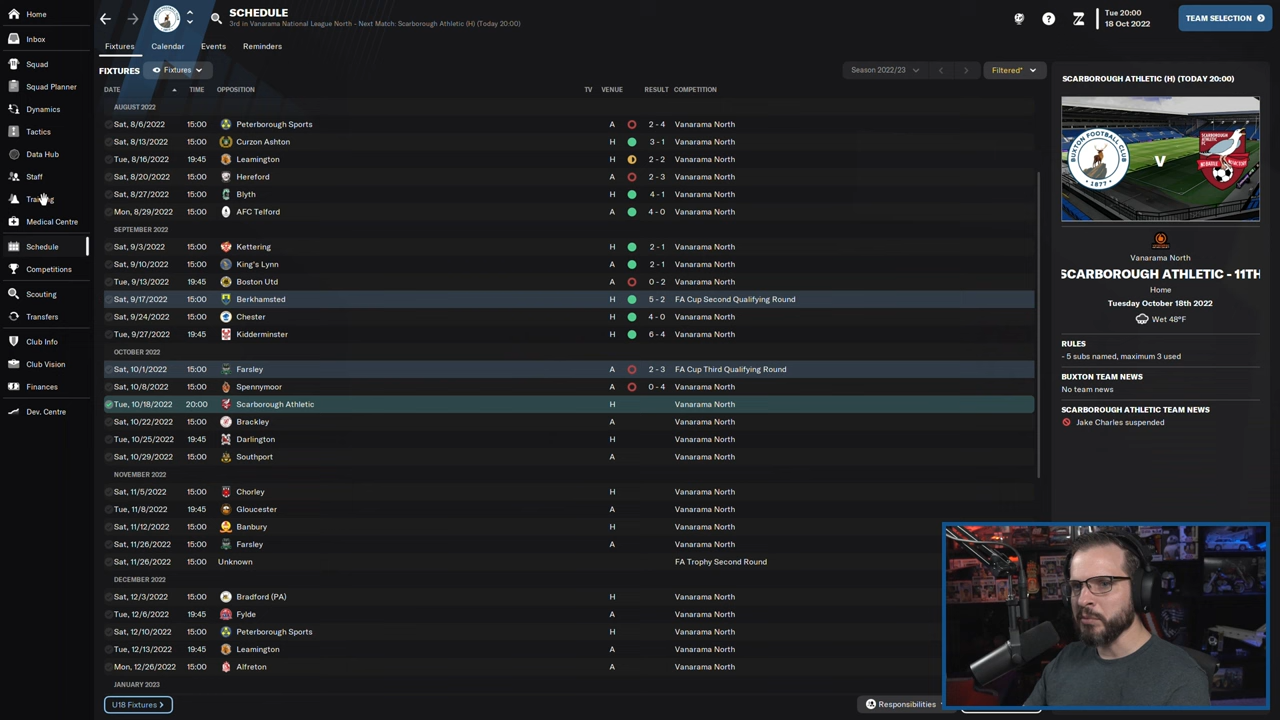 Home
Inbox
Squad
Squad Planner
Dynamics
Tactics
Data Hub
Staff
Medical Centre
Schedule
Competitions
Scouting
Transfers
Club Info
Club Vision
Finances
Dev. Centre
SCHEDULE
3rd in Vanarama National League North - Next Match: Scarborough Athletic (H) (Today 20:00)
Tue 20:00
18 Oct 2022
TEAM SELECTION
Fixtures Calendar Events Reminders
FIXTURES Fixtures Season 2022/23 Filtered*
DATE TIME OPPOSITION TV VENUE RESULT COMPETITION
AUGUST 2022
Sat, 8/6/2022 15:00 Peterborough Sports A 2 - 4 Vanarama North
Sat, 8/13/2022 15:00 Curzon Ashton H 3 - 1 Vanarama North
Tue, 8/16/2022 19:45 Leamington H 2 - 2 Vanarama North
Sat, 8/20/2022 15:00 Hereford A 2 - 3 Vanarama North
Sat, 8/27/2022 15:00 Blyth H 4 - 1 Vanarama North
Mon, 8/29/2022 15:00 AFC Telford A 4 - 0 Vanarama North
SEPTEMBER 2022
Sat, 9/3/2022 15:00 Kettering H 2 - 1 Vanarama North
Sat, 9/10/2022 15:00 King's Lynn A 2 - 1 Vanarama North
Tue, 9/13/2022 19:45 Boston Utd A 0 - 2 Vanarama North
Sat, 9/17/2022 15:00 Berkhamsted H 5 - 2 FA Cup Second Qualifying Round
Sat, 9/24/2022 15:00 Chester H 4 - 0 Vanarama North
Tue, 9/27/2022 19:45 Kidderminster H 6 - 4 Vanarama North
OCTOBER 2022
Sat, 10/1/2022 15:00 Farsley A 2 - 3 FA Cup Third Qualifying Round
Sat, 10/8/2022 15:00 Spennymoor A 0 - 4 Vanarama North
Tue, 10/18/2022 20:00 Scarborough Athletic H Vanarama North
Sat, 10/22/2022 15:00 Brackley A Vanarama North
Tue, 10/25/2022 19:45 Darlington H Vanarama North
Sat, 10/29/2022 15:00 Southport A Vanarama North
NOVEMBER 2022
Sat, 11/5/2022 15:00 Chorley H Vanarama North
Tue, 11/8/2022 19:45 Gloucester A Vanarama North
Sat, 11/12/2022 15:00 Banbury H Vanarama North
Sat, 11/26/2022 15:00 Farsley A Vanarama North
Sat, 11/26/2022 15:00 Unknown FA Trophy Second Round
DECEMBER 2022
Sat, 12/3/2022 15:00 Bradford (PA) H Vanarama North
Tue, 12/6/2022 19:45 Fylde A Vanarama North
Sat, 12/10/2022 15:00 Peterborough Sports H Vanarama North
Tue, 12/13/2022 19:45 Leamington A Vanarama North
Mon, 12/26/2022 15:00 Alfreton A Vanarama North
JANUARY 2023
U18 Fixtures
Responsibilities
SCARBOROUGH ATHLETIC (H) (TODAY 20:00)
BUXTON FOOTBALL CLUB
1877
V
Vanarama North
SCARBOROUGH ATHLETIC - 11TH
Home
Tuesday October 18th 2022
Wet 48°F
RULES
- 5 subs named, maximum 3 used
BUXTON TEAM NEWS
No team news
SCARBOROUGH ATHLETIC TEAM NEWS
Jake Charles suspended